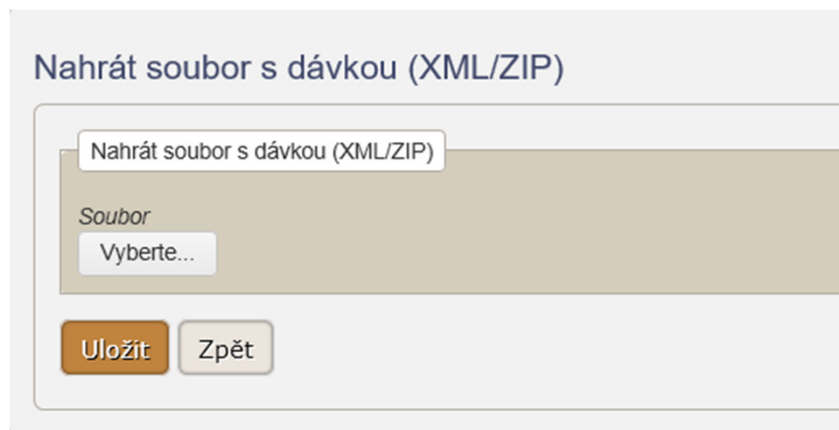 Nahrát soubor s dávkou (XML/ZIP)
Nahrát soubor s dávkou (XML/ZIP)
Soubor
Vyberte...
Uložit Zpět